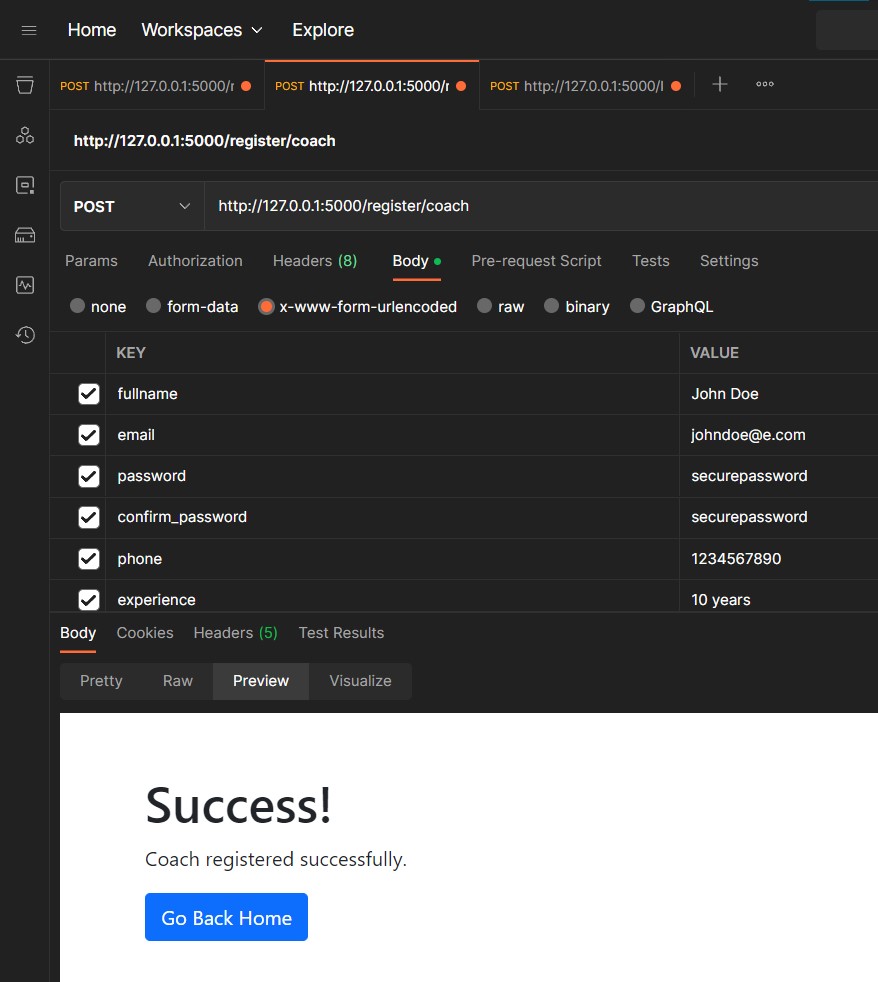 Home Workspaces Explore
POST http://127.0.0.1:5000/r POST http://127.0.0.1:5000/r POST http://127.0.0.1:5000/l
http://127.0.0.1:5000/register/coach
POST http://127.0.0.1:5000/register/coach
Params Authorization Headers (8) Body Pre-request Script Tests Settings
none form-data x-www-form-urlencoded raw binary GraphQL
KEY VALUE
fullname John Doe
email johndoe@e.com
password securepassword
confirm_password securepassword
phone 1234567890
experience 10 years
Body Cookies Headers (5) Test Results
Pretty Raw Preview Visualize
Success!
Coach registered successfully.
Go Back Home